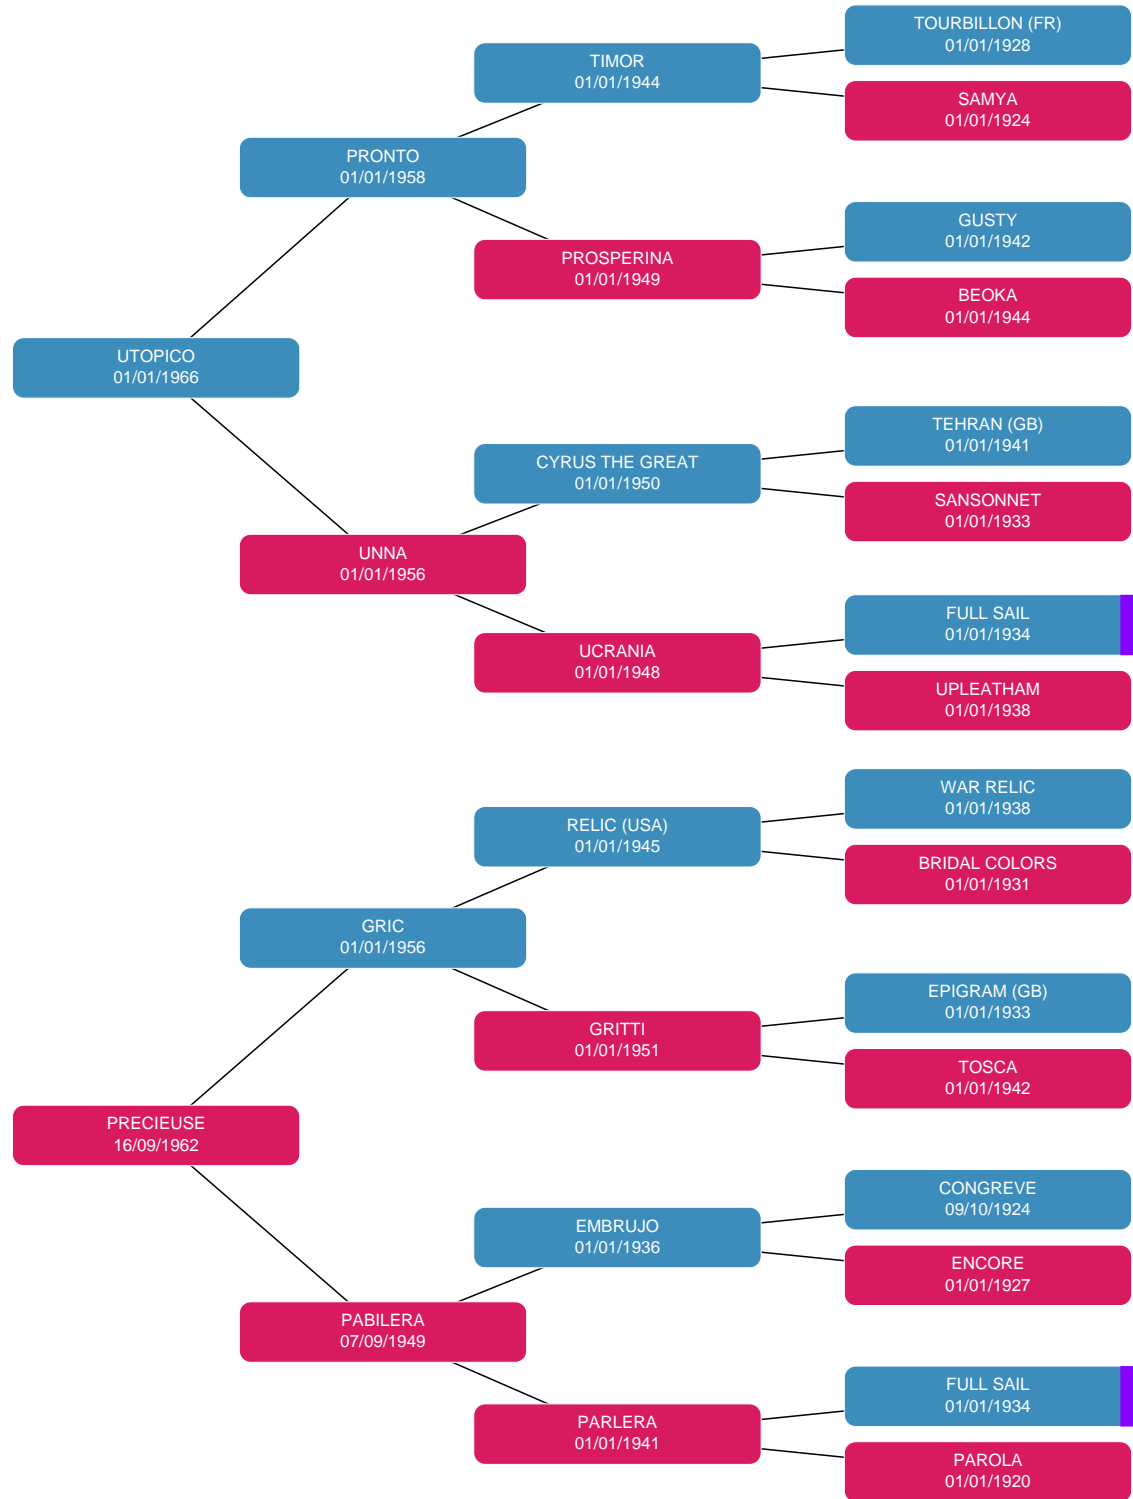 TOURBILLON (FR)
01/01/1928
TIMOR
01/01/1944
SAMYA
01/01/1924
PRONTO
01/01/1958
GUSTY
01/01/1942
PROSPERINA
01/01/1949
BEOKA
01/01/1944
UTOPICO
01/01/1966
TEHRAN (GB)
01/01/1941
CYRUS THE GREAT
01/01/1950
SANSONNET
01/01/1933
UNNA
01/01/1956
FULL SAIL
01/01/1934
UCRANIA
01/01/1948
UPLEATHAM
01/01/1938
WAR RELIC
01/01/1938
RELIC (USA)
01/01/1945
BRIDAL COLORS
01/01/1931
GRIC
01/01/1956
EPIGRAM (GB)
01/01/1933
GRITTI
01/01/1951
TOSCA
01/01/1942
PRECIEUSE
16/09/1962
CONGREVE
09/10/1924
EMBRUJO
01/01/1936
ENCORE
01/01/1927
PABILERA
07/09/1949
FULL SAIL
01/01/1934
PARLERA
01/01/1941
PAROLA
01/01/1920